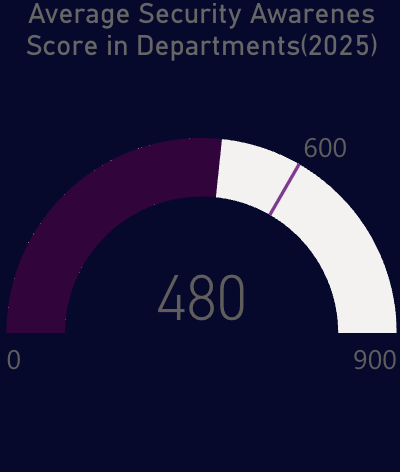 Average Security Awarenes
Score in Departments(2025)
600
480
0
900